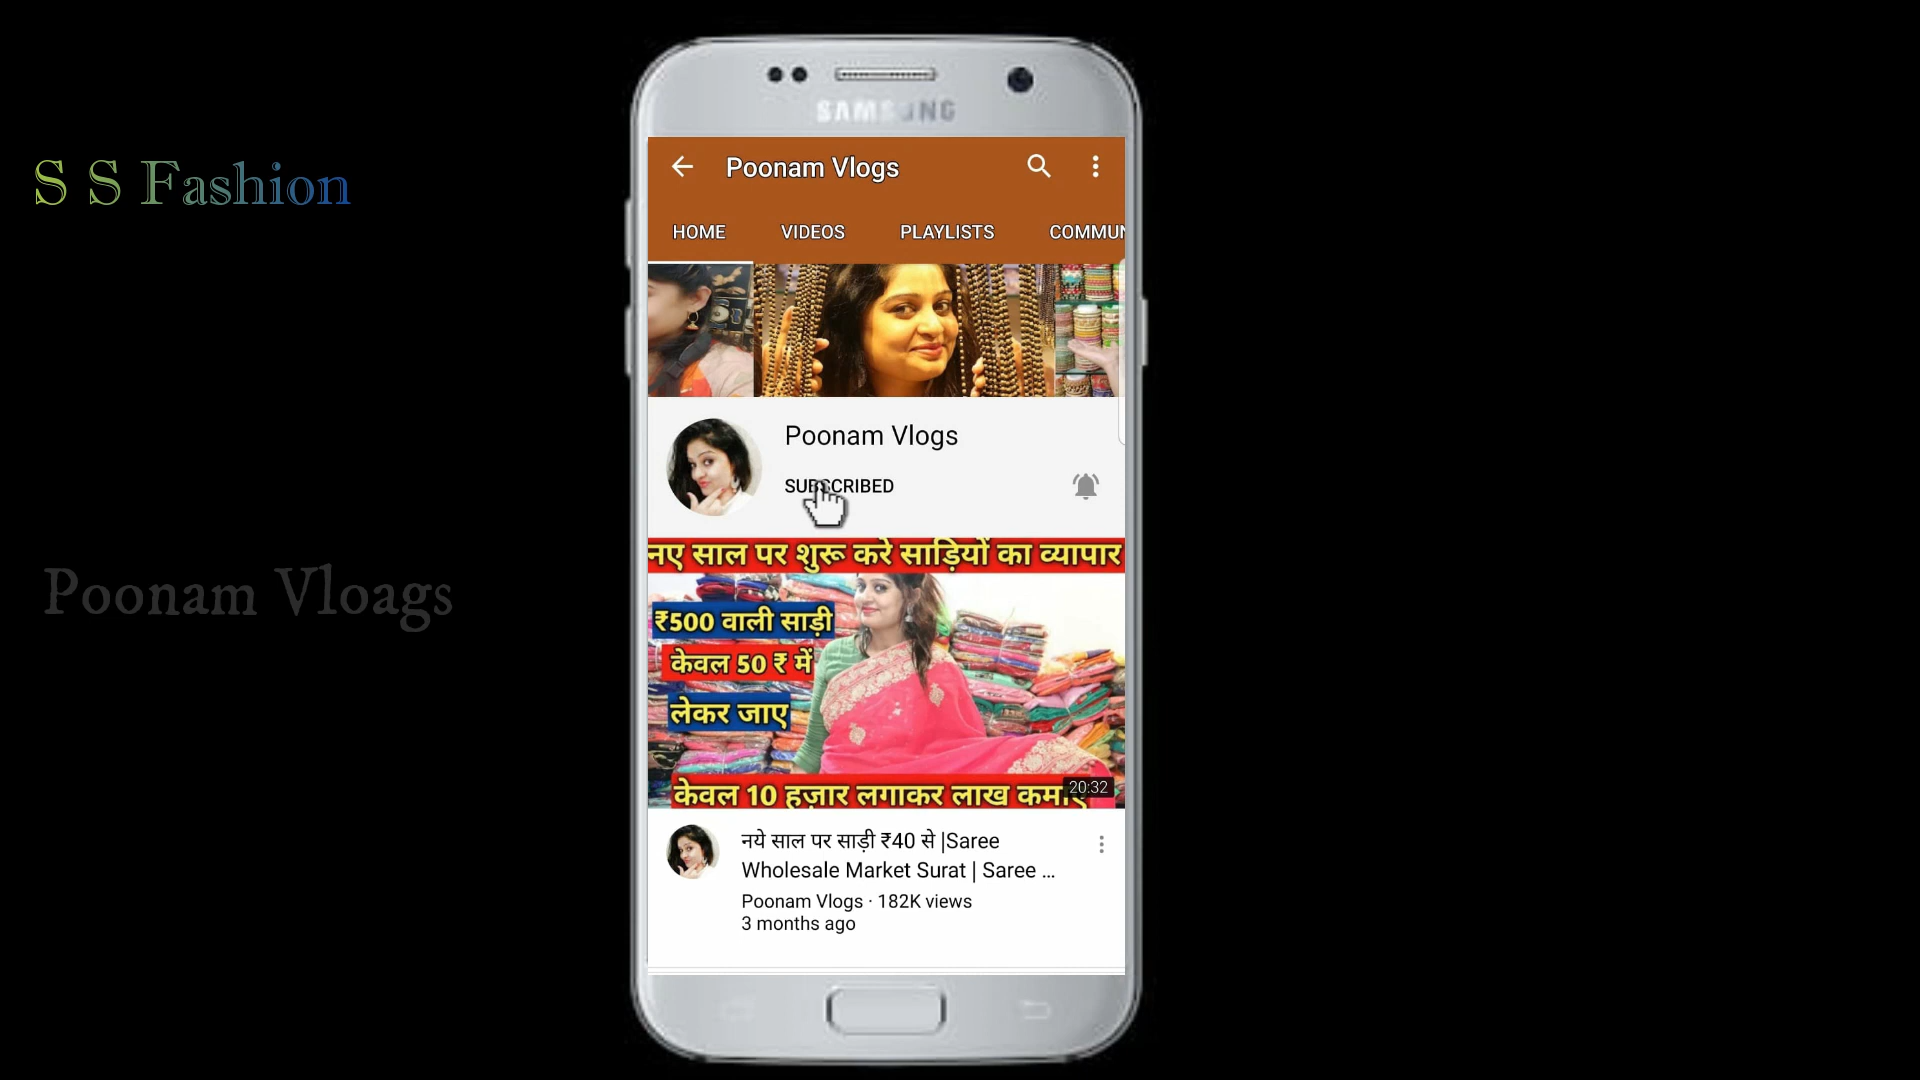 S S Fashion
Poonam Vloags
SAMSUNG
Poonam Vlogs
HOME VIDEOS PLAYLISTS COMMUN
Poonam Vlogs
SUBSCRIBED
नए साल पर शुरू करे साड़ियों का व्यापार
₹500 वाली साड़ी
केवल 50 ₹ में
लेकर जाए
केवल 10 हज़ार लगाकर लाख कमाए
20:32
नये साल पर साड़ी ₹40 से |Saree
Wholesale Market Surat | Saree ...
Poonam Vlogs · 182K views
3 months ago